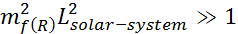 m²_{f(R)}L²_{solar−system} ≫ 1